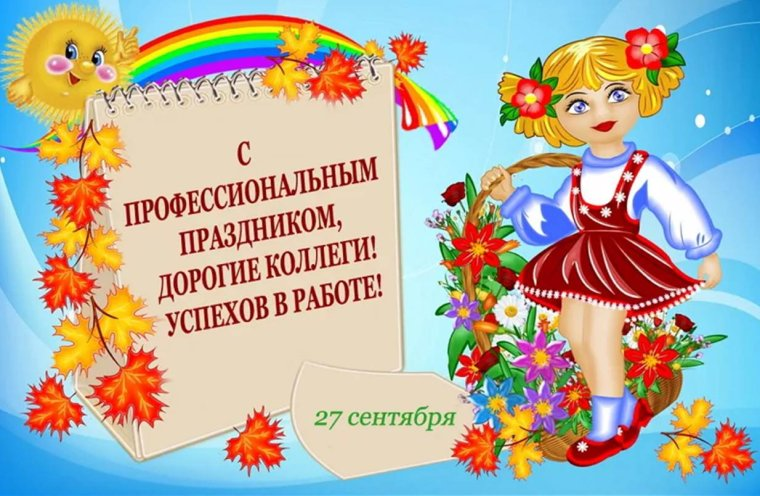 С
ПРОФЕССИОНАЛЬНЫМ
ПРАЗДНИКОМ,
ДОРОГИЕ КОЛЛЕГИ!
УСПЕХОВ В РАБОТЕ!
27 сентября